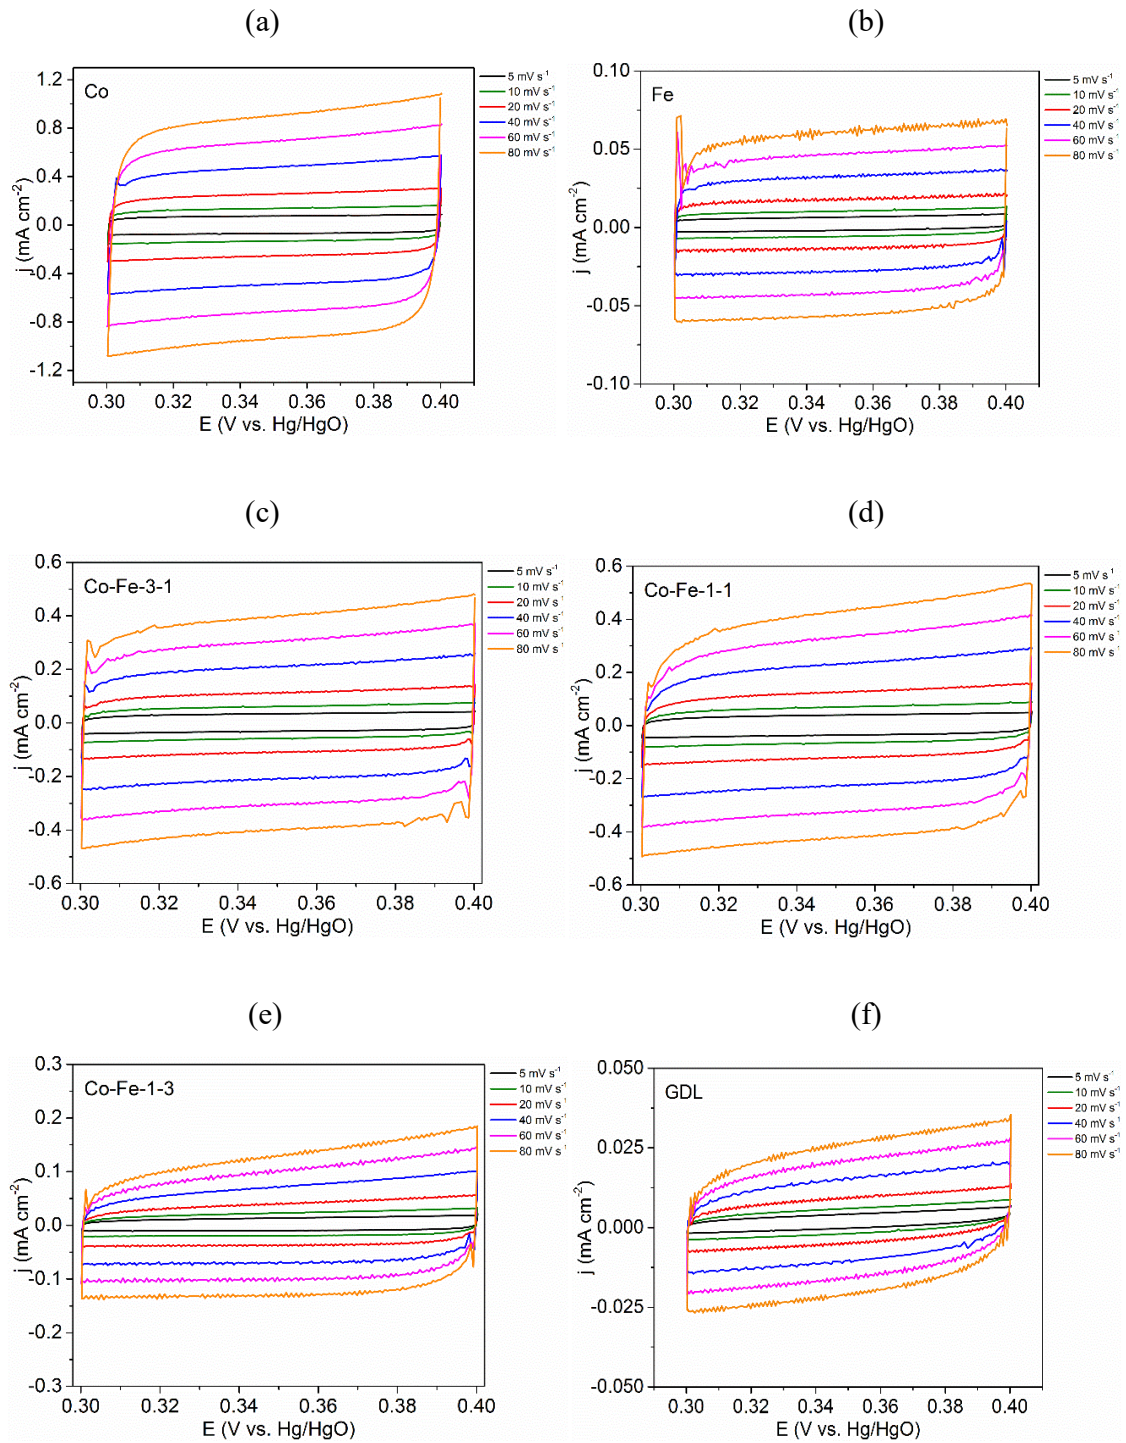 (a)
(b)
Co
1.2
0.8
0.4
0.0
-0.4
-0.8
-1.2
j (mA cm⁻²)
0.30 0.32 0.34 0.36 0.38 0.40
E (V vs. Hg/HgO)
5 mV s⁻¹
10 mV s⁻¹
20 mV s⁻¹
40 mV s⁻¹
60 mV s⁻¹
80 mV s⁻¹
Fe
0.10
0.05
0.00
-0.05
-0.10
j (mA cm⁻²)
0.30 0.32 0.34 0.36 0.38 0.40
E (V vs. Hg/HgO)
5 mV s⁻¹
10 mV s⁻¹
20 mV s⁻¹
40 mV s⁻¹
60 mV s⁻¹
80 mV s⁻¹
(c)
(d)
Co-Fe-3-1
0.6
0.4
0.2
0.0
-0.2
-0.4
-0.6
j (mA cm⁻²)
0.30 0.32 0.34 0.36 0.38 0.40
E (V vs. Hg/HgO)
5 mV s⁻¹
10 mV s⁻¹
20 mV s⁻¹
40 mV s⁻¹
60 mV s⁻¹
80 mV s⁻¹
Co-Fe-1-1
0.6
0.4
0.2
0.0
-0.2
-0.4
-0.6
j (mA cm⁻²)
0.30 0.32 0.34 0.36 0.38 0.40
E (V vs. Hg/HgO)
5 mV s⁻¹
10 mV s⁻¹
20 mV s⁻¹
40 mV s⁻¹
60 mV s⁻¹
80 mV s⁻¹
(e)
(f)
Co-Fe-1-3
0.3
0.2
0.1
0.0
-0.1
-0.2
-0.3
j (mA cm⁻²)
0.30 0.32 0.34 0.36 0.38 0.40
E (V vs. Hg/HgO)
5 mV s⁻¹
10 mV s⁻¹
20 mV s⁻¹
40 mV s⁻¹
60 mV s⁻¹
80 mV s⁻¹
GDL
0.050
0.025
0.000
-0.025
-0.050
j (mA cm⁻²)
0.30 0.32 0.34 0.36 0.38 0.40
E (V vs. Hg/HgO)
5 mV s⁻¹
10 mV s⁻¹
20 mV s⁻¹
40 mV s⁻¹
60 mV s⁻¹
80 mV s⁻¹